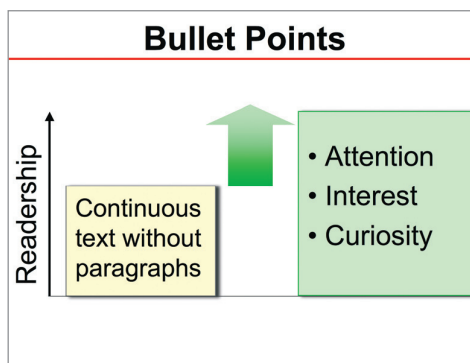 Bullet Points
Readership
Continuous
text without
paragraphs
• Attention
• Interest
• Curiosity